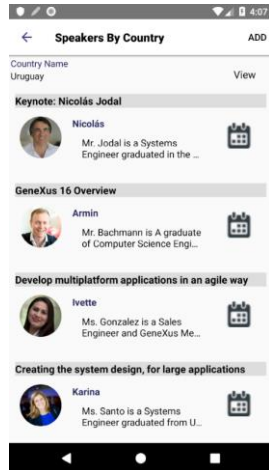 4:07
Speakers By Country
ADD
Country Name
Uruguay
View
Keynote: Nicolás Jodal
Nicolás
Mr. Jodal is a Systems
Engineer graduated in the ...
GeneXus 16 Overview
Armin
Mr. Bachmann is A graduate
of Computer Science Engi...
Develop multiplatform applications in an agile way
Ivette
Ms. Gonzalez is a Sales
Engineer and GeneXus Me...
Creating the system design, for large applications
Karina
Ms. Santo is a Systems
Engineer graduated from U...